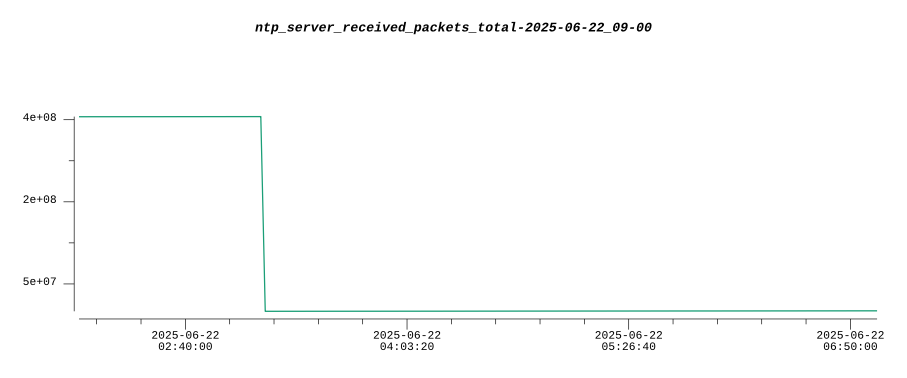 ntp_server_received_packets_total-2025-06-22_09-00
4e+08
2e+08
5e+07
2025-06-22 2025-06-22 2025-06-22 2025-06-22
02:40:00 04:03:20 05:26:40 06:50:00